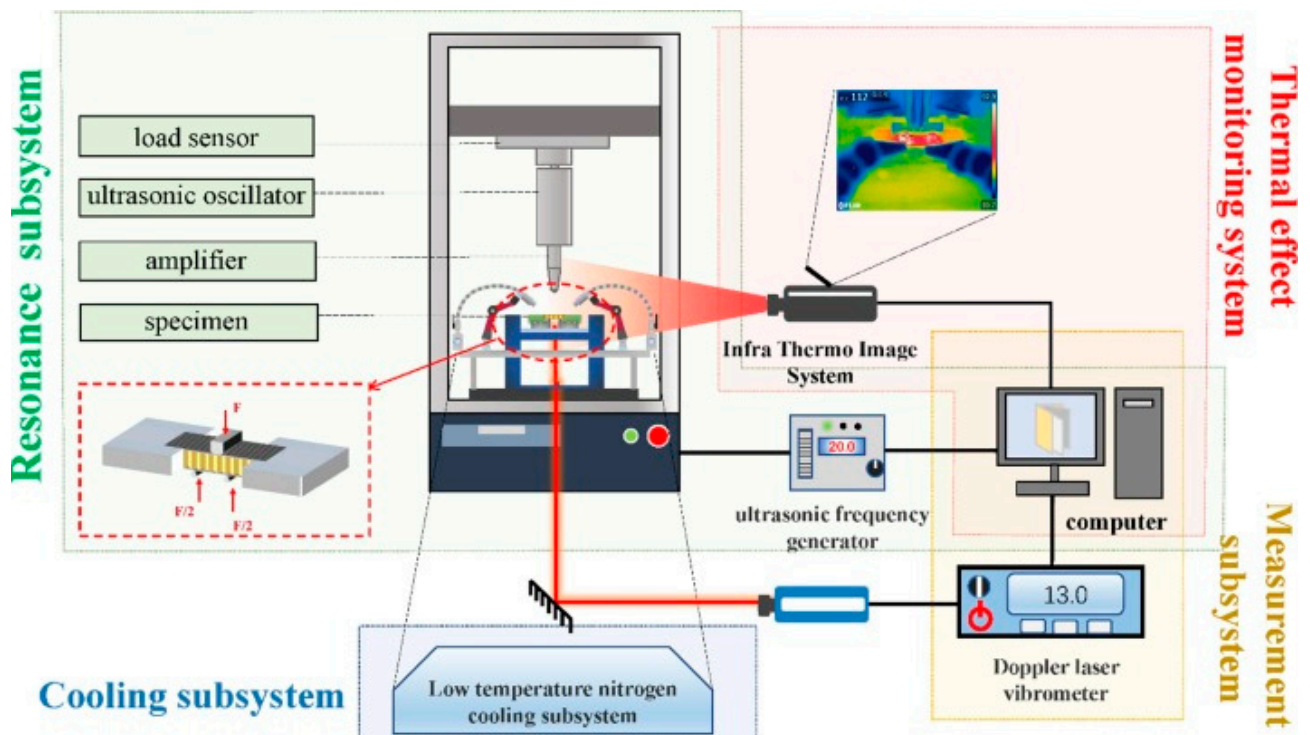 Resonance subsystem
load sensor
ultrasonic oscillator
amplifier
specimen
F
F/2
F/2
Thermal effect
monitoring system
112
Infra Thermo Image
System
20.0
ultrasonic frequency
generator
computer
Measurement
subsystem
13.0
Doppler laser
vibrometer
Cooling subsystem
Low temperature nitrogen
cooling subsystem